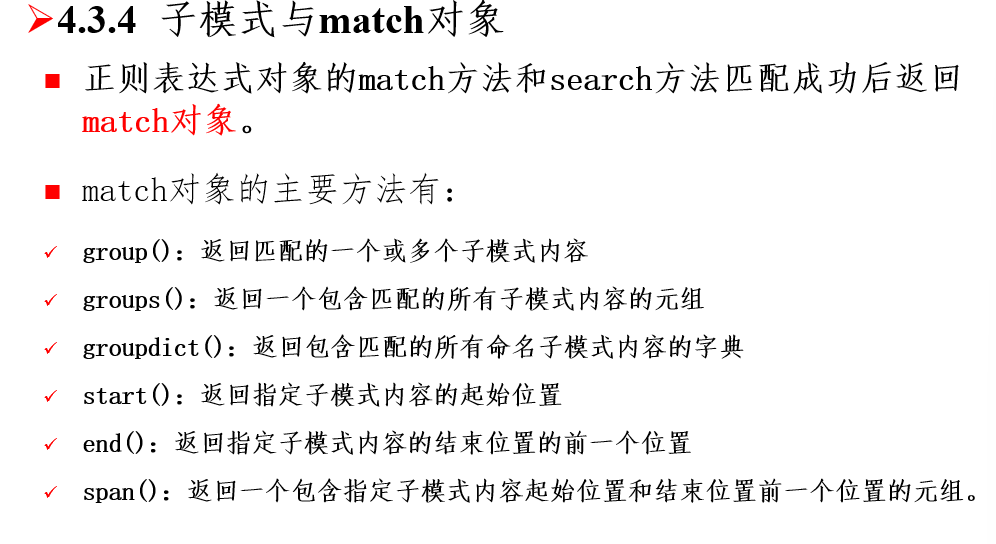 ➢4.3.4 子模式与match对象
■ 正则表达式对象的match方法和search方法匹配成功后返回
match对象。
■ match对象的主要方法有：
✓ group()：返回匹配的一个或多个子模式内容
✓ groups()：返回一个包含匹配的所有子模式内容的元组
✓ groupdict()：返回包含匹配的所有命名子模式内容的字典
✓ start()：返回指定子模式内容的起始位置
✓ end()：返回指定子模式内容的结束位置的前一个位置
✓ span()：返回一个包含指定子模式内容起始位置和结束位置前一个位置的元组。